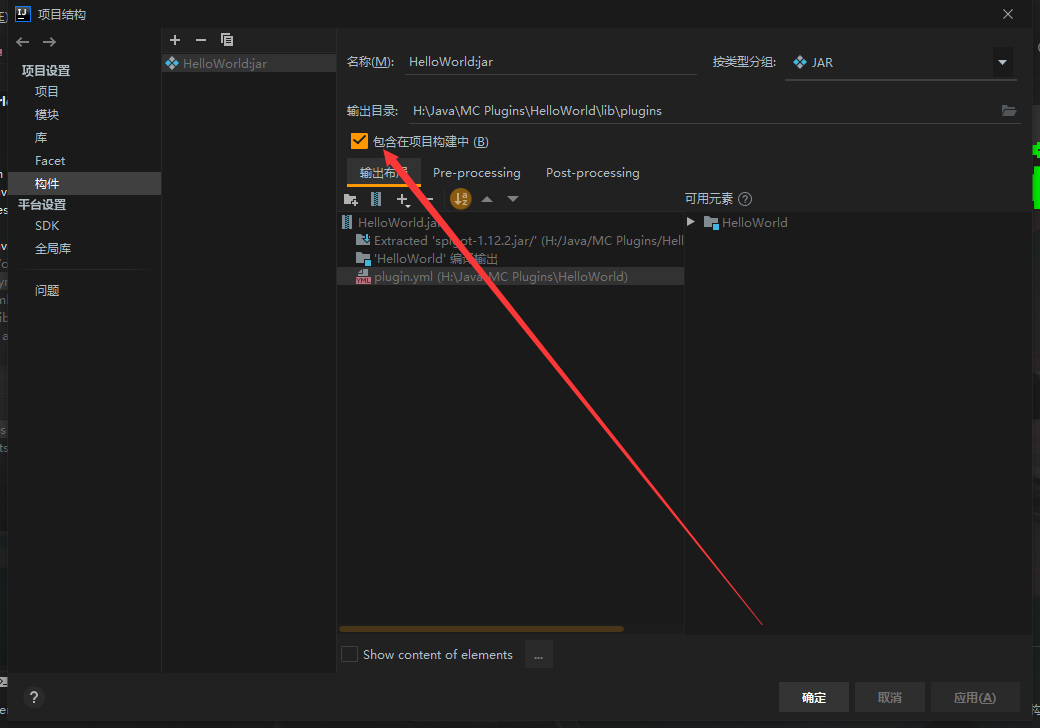 项目结构
项目设置
项目
模块
库
Facet
构件
平台设置
SDK
全局库
问题
HelloWorld:jar
名称(M): HelloWorld:jar 按类型分组: JAR
输出目录: H:\Java\MC Plugins\HelloWorld\lib\plugins
包含在项目构建中 (B)
输出布局 Pre-processing Post-processing
可用元素
HelloWorld.jar HelloWorld
Extracted 'spigot-1.12.2.jar/' (H:/Java/MC Plugins/Hell
'HelloWorld' 编译输出
plugin.yml (H:\Java\MC Plugins\HelloWorld)
Show content of elements ...
? 确定 取消 应用(A)